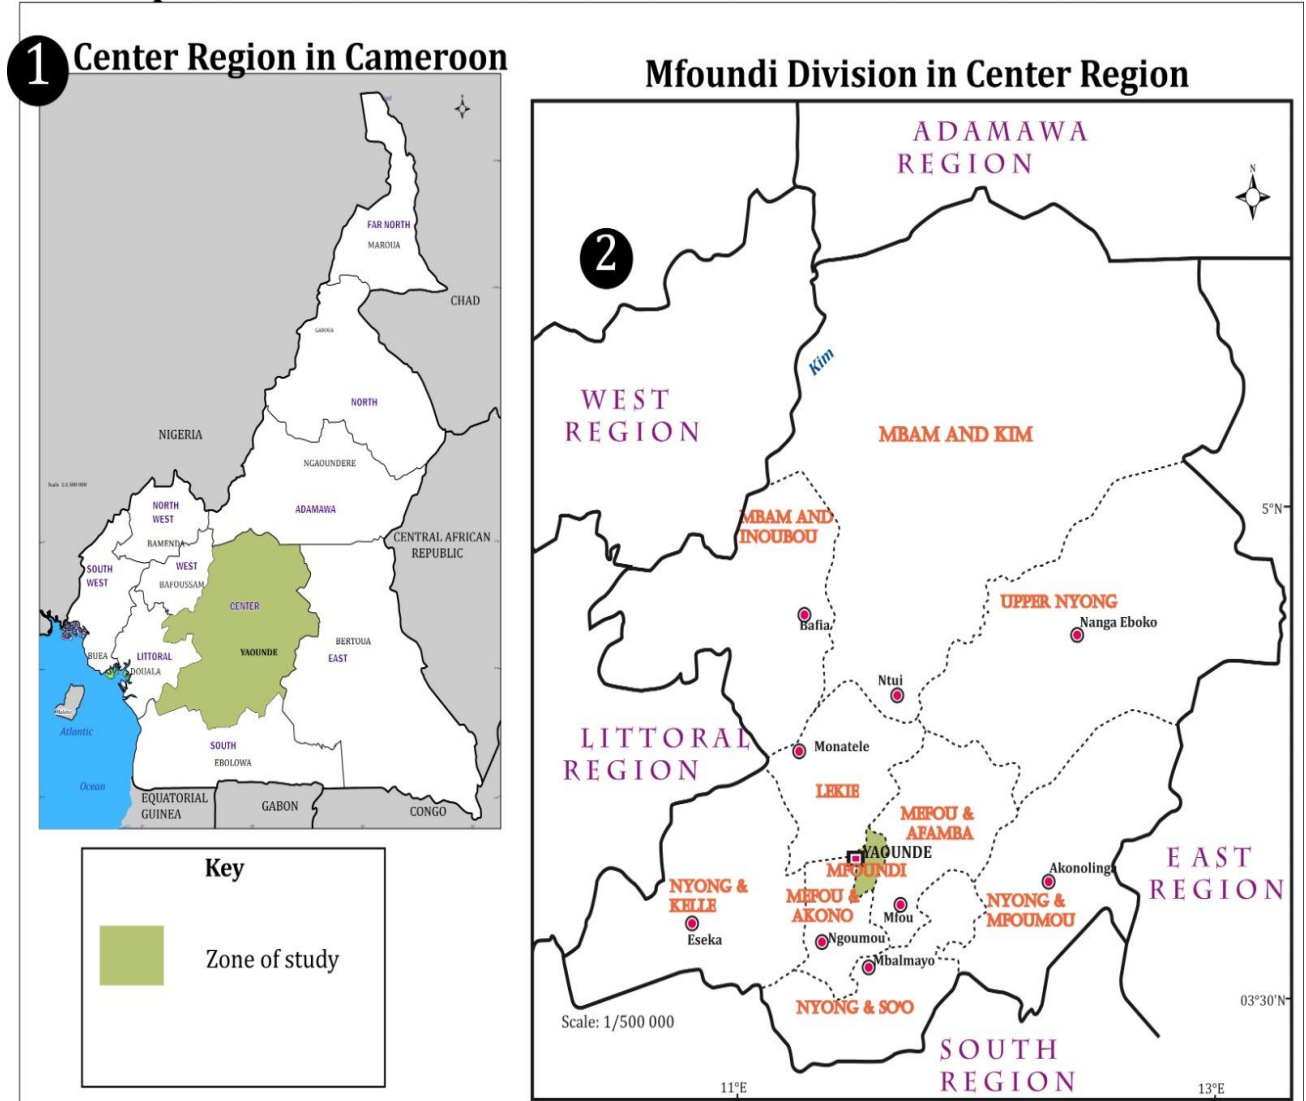 1
Center Region in Cameroon
FAR NORTH
MAROUA
CHAD
GAROUA
NORTH
NIGERIA
NGAOUNDERE
ADAMAWA
NORTH
WEST
BAMENDA
CENTRAL AFRICAN
REPUBLIC
WEST
SOUTH
WEST
BAFOUSSAM
CENTER
BERTOUA
YAOUNDE
BUEA
LITTORAL
EAST
DOUALA
Malabo
Atlantic
SOUTH
EBOLOWA
Ocean
EQUATORIAL
GUINEA
GABON
CONGO
Key
Zone of study
Mfoundi Division in Center Region
2
ADAMAWA
REGION
N
Kim
WEST
REGION
MBAM AND KIM
5°N
MBAM AND
INOUBOU
UPPER NYONG
Nanga Eboko
Bafia
Ntui
LITTORAL
REGION
Monatele
LEKIE
MEFOU &
AFAMBA
YAOUNDE
MFOUNDI
EAST
REGION
Akonolinga
NYONG &
KELLE
MEFOU &
AKONO
NYONG &
MFOUMOU
Mfou
Eseka
Ngoumou
Mbalmayo
NYONG & SO'O
03°30'N
Scale: 1/500 000
SOUTH
REGION
11°E
13°E